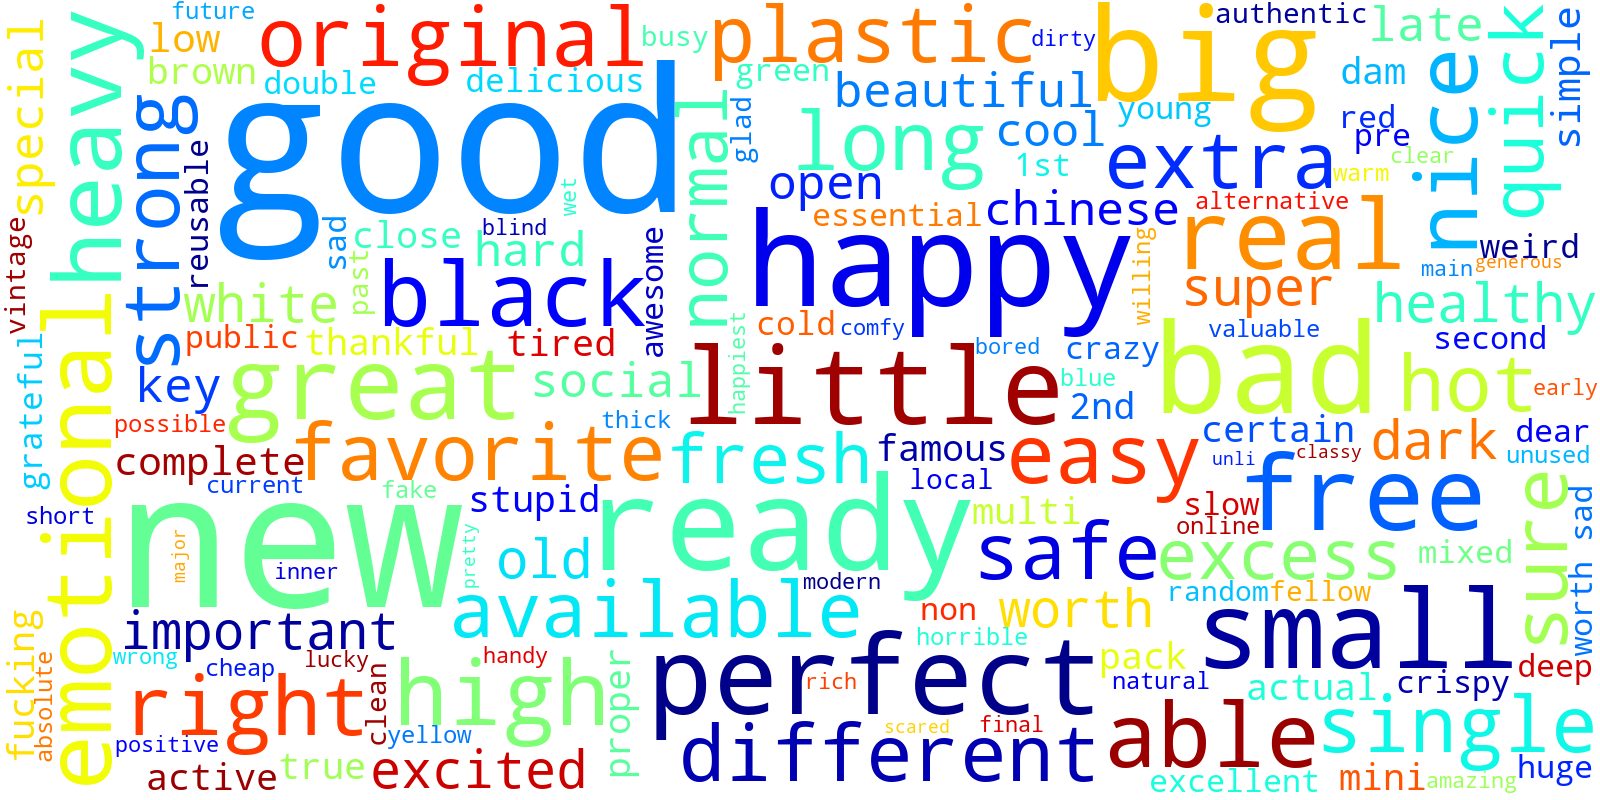 future
low
original
busy
plastic
dirty
big
authentic
late
quick
simple
special
heavy
brown
double
delicious
green
beautiful
young
dam
nice
strong
reusable
good
normal
glad
long
cool
1st
extra
red
pre
clear
warm
open
essential
chinese
alternative
real
weird
vintage
sad
close
blind
wet
hard
happy
willing
main
generous
super
healthy
white
past
black
awesome
cold
comfy
valuable
second
public
thankful
tired
bored
crazy
grateful
emotional
key
great
social
happiest
little
blue
2nd
bad
hot
early
possible
favorite
thick
fresh
famous
easy
certain
dark
dear
complete
current
fake
stupid
local
unli
classy
unused
short
new
pretty
ready
multi
slow
online
free
sure
sad
major
inner
old
safe
excess
mixed
modern
available
non
worth
random
fellow
worth
important
horrible
small
fucking
absolute
wrong
cheap
lucky
handy
perfect
pack
natural
deep
right
clean
high
proper
rich
actual
crispy
positive
yellow
scared
final
different
able
single
active
true
excited
excellent
mini
amazing
huge